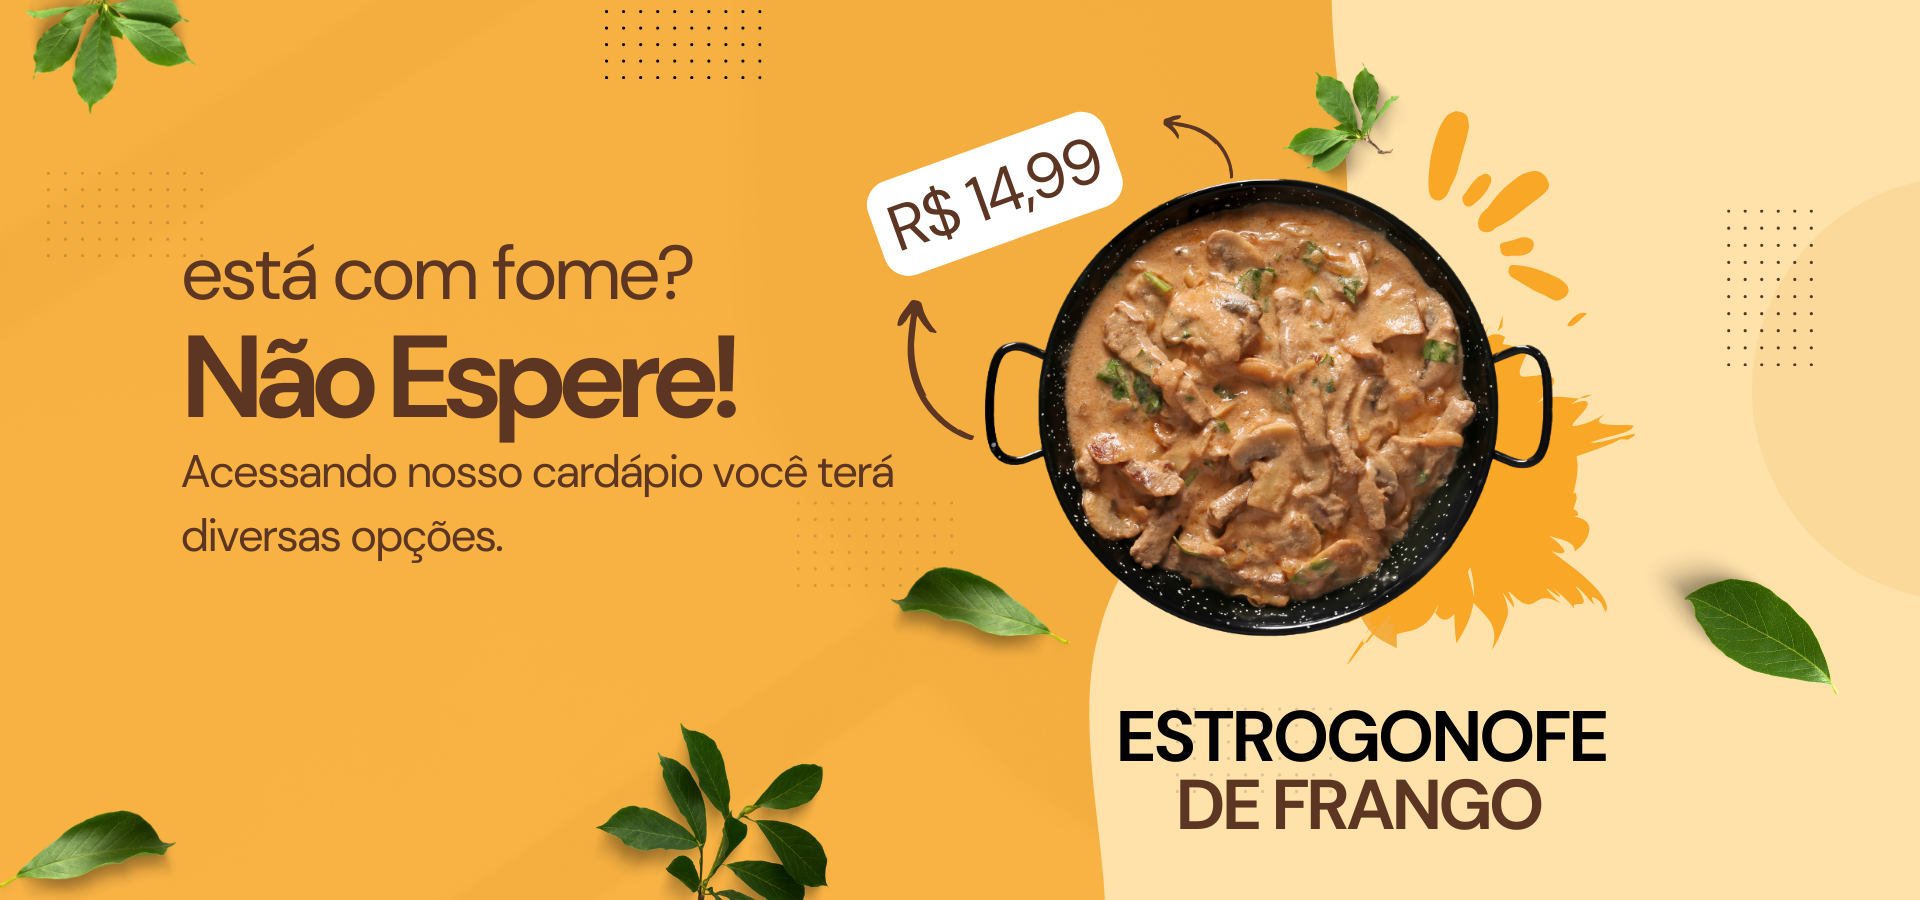 está com fome?
Não Espere!
Acessando nosso cardápio você terá
diversas opções.
R$ 14,99
ESTROGONOFE
DE FRANGO